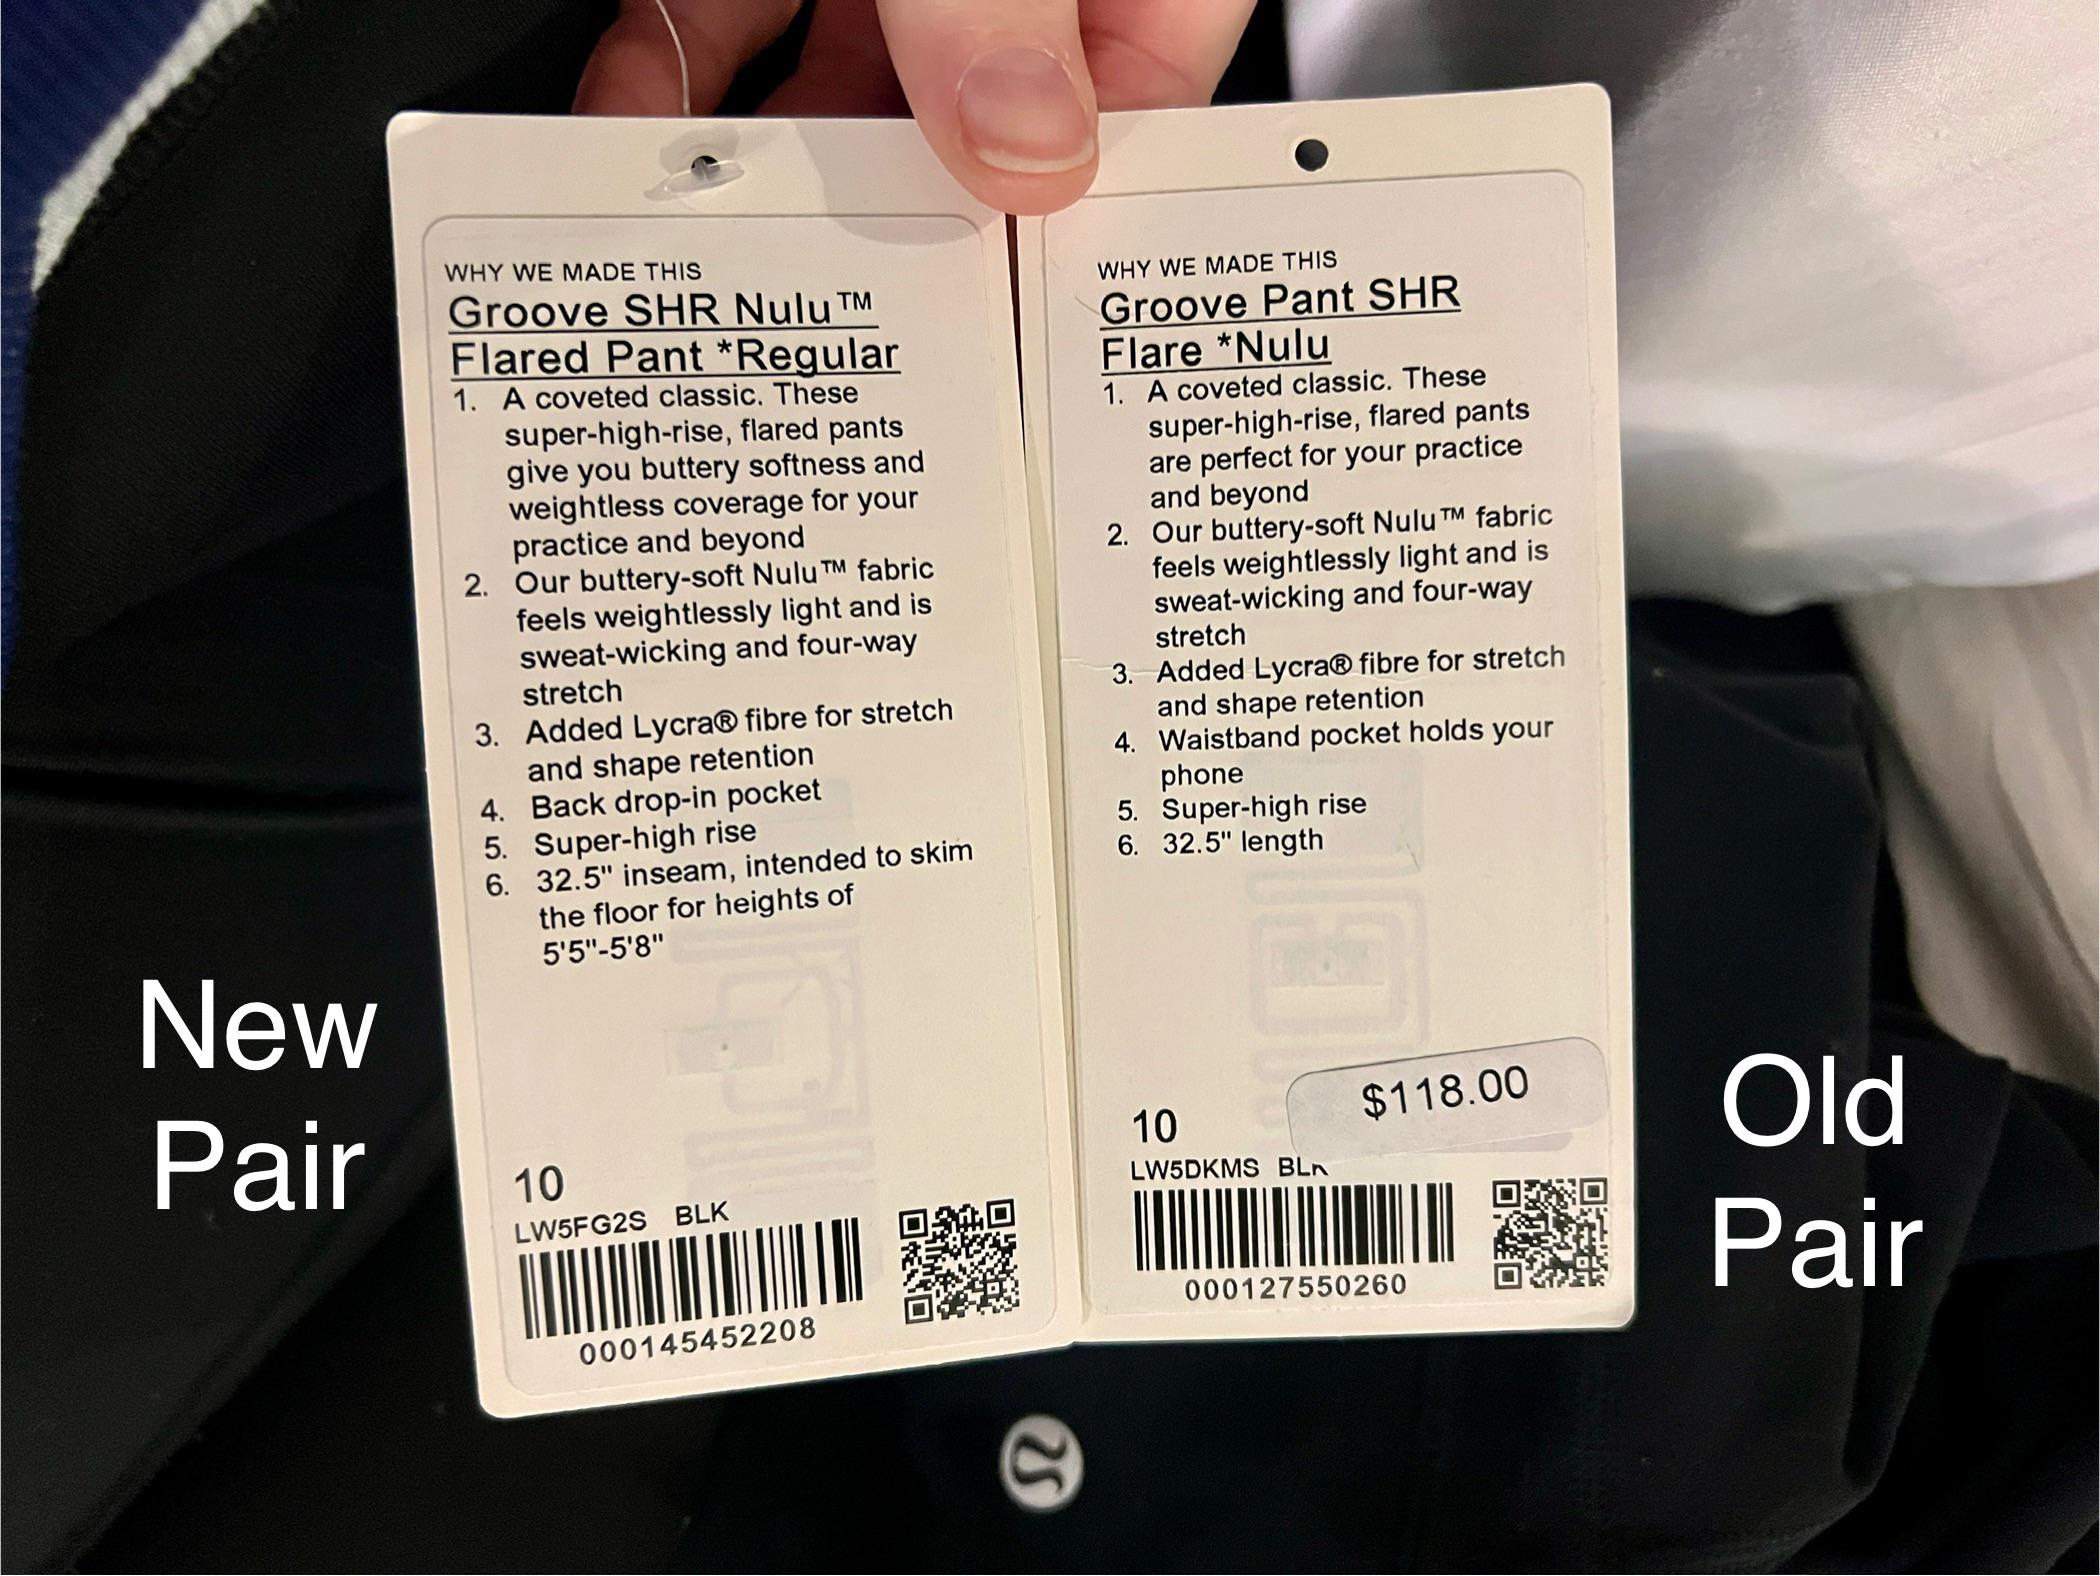 WHY WE MADE THIS
Groove SHR Nulu™
Flared Pant *Regular
1. A coveted classic. These
super-high-rise, flared pants
give you buttery softness and
weightless coverage for your
practice and beyond
2. Our buttery-soft Nulu™ fabric
feels weightlessly light and is
sweat-wicking and four-way
stretch
3. Added Lycra® fibre for stretch
and shape retention
4. Back drop-in pocket
5. Super-high rise
6. 32.5" inseam, intended to skim
the floor for heights of
5'5"-5'8"
10
LW5FG2S BLK
000145452208
WHY WE MADE THIS
Groove Pant SHR
Flare *Nulu
1. A coveted classic. These
super-high-rise, flared pants
are perfect for your practice
and beyond
2. Our buttery-soft Nulu™ fabric
feels weightlessly light and is
sweat-wicking and four-way
stretch
3. Added Lycra® fibre for stretch
and shape retention
4. Waistband pocket holds your
phone
5. Super-high rise
6. 32.5" length
$118.00
10
LW5DKMS BLK
000127550260
New
Pair
Old
Pair